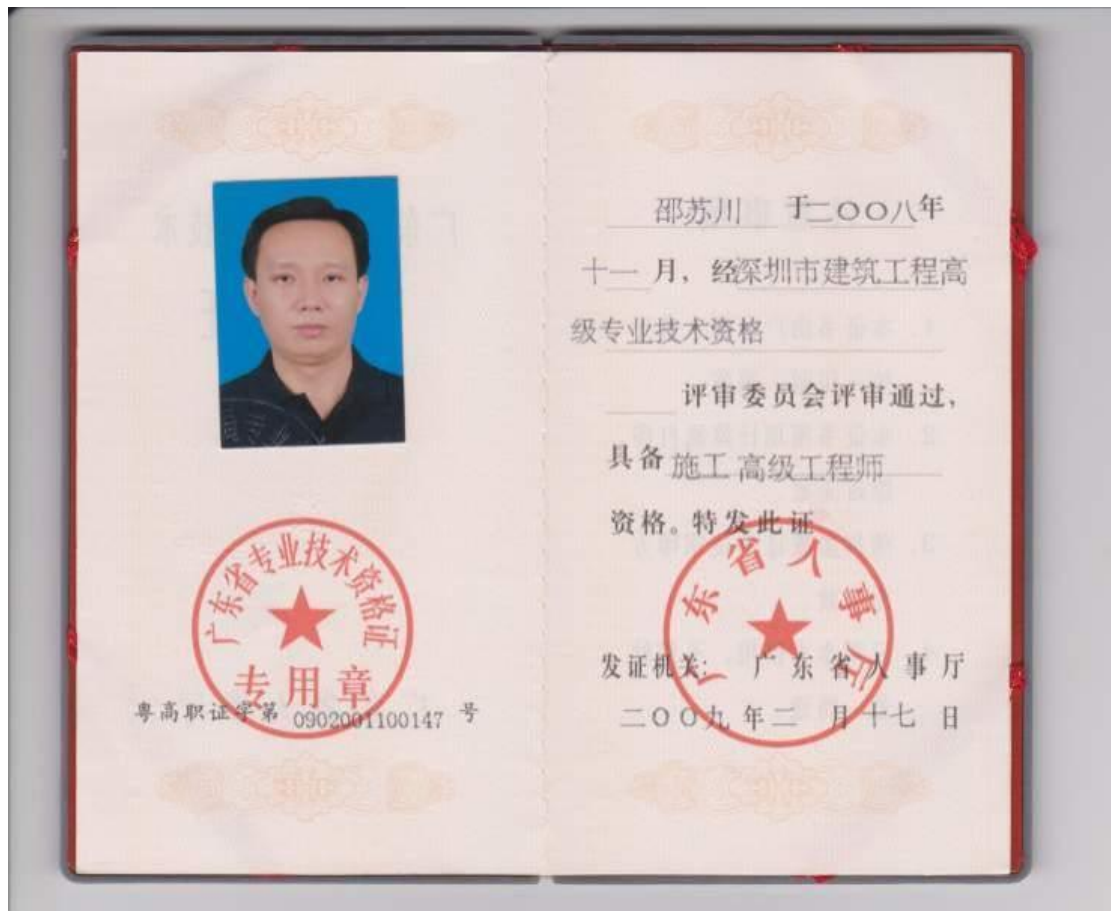 广东省专业技术资格证
专用章
粤高职证字第 0902001100147 号
邵苏川 于二〇〇八年
十一 月，经深圳市建筑工程高
级专业技术资格
评审委员会评审通过，
具备 施工 高级工程师
资格。特发此证
广东省人事厅
发证机关： 广东省人事厅
二〇〇九 年二 月十七 日